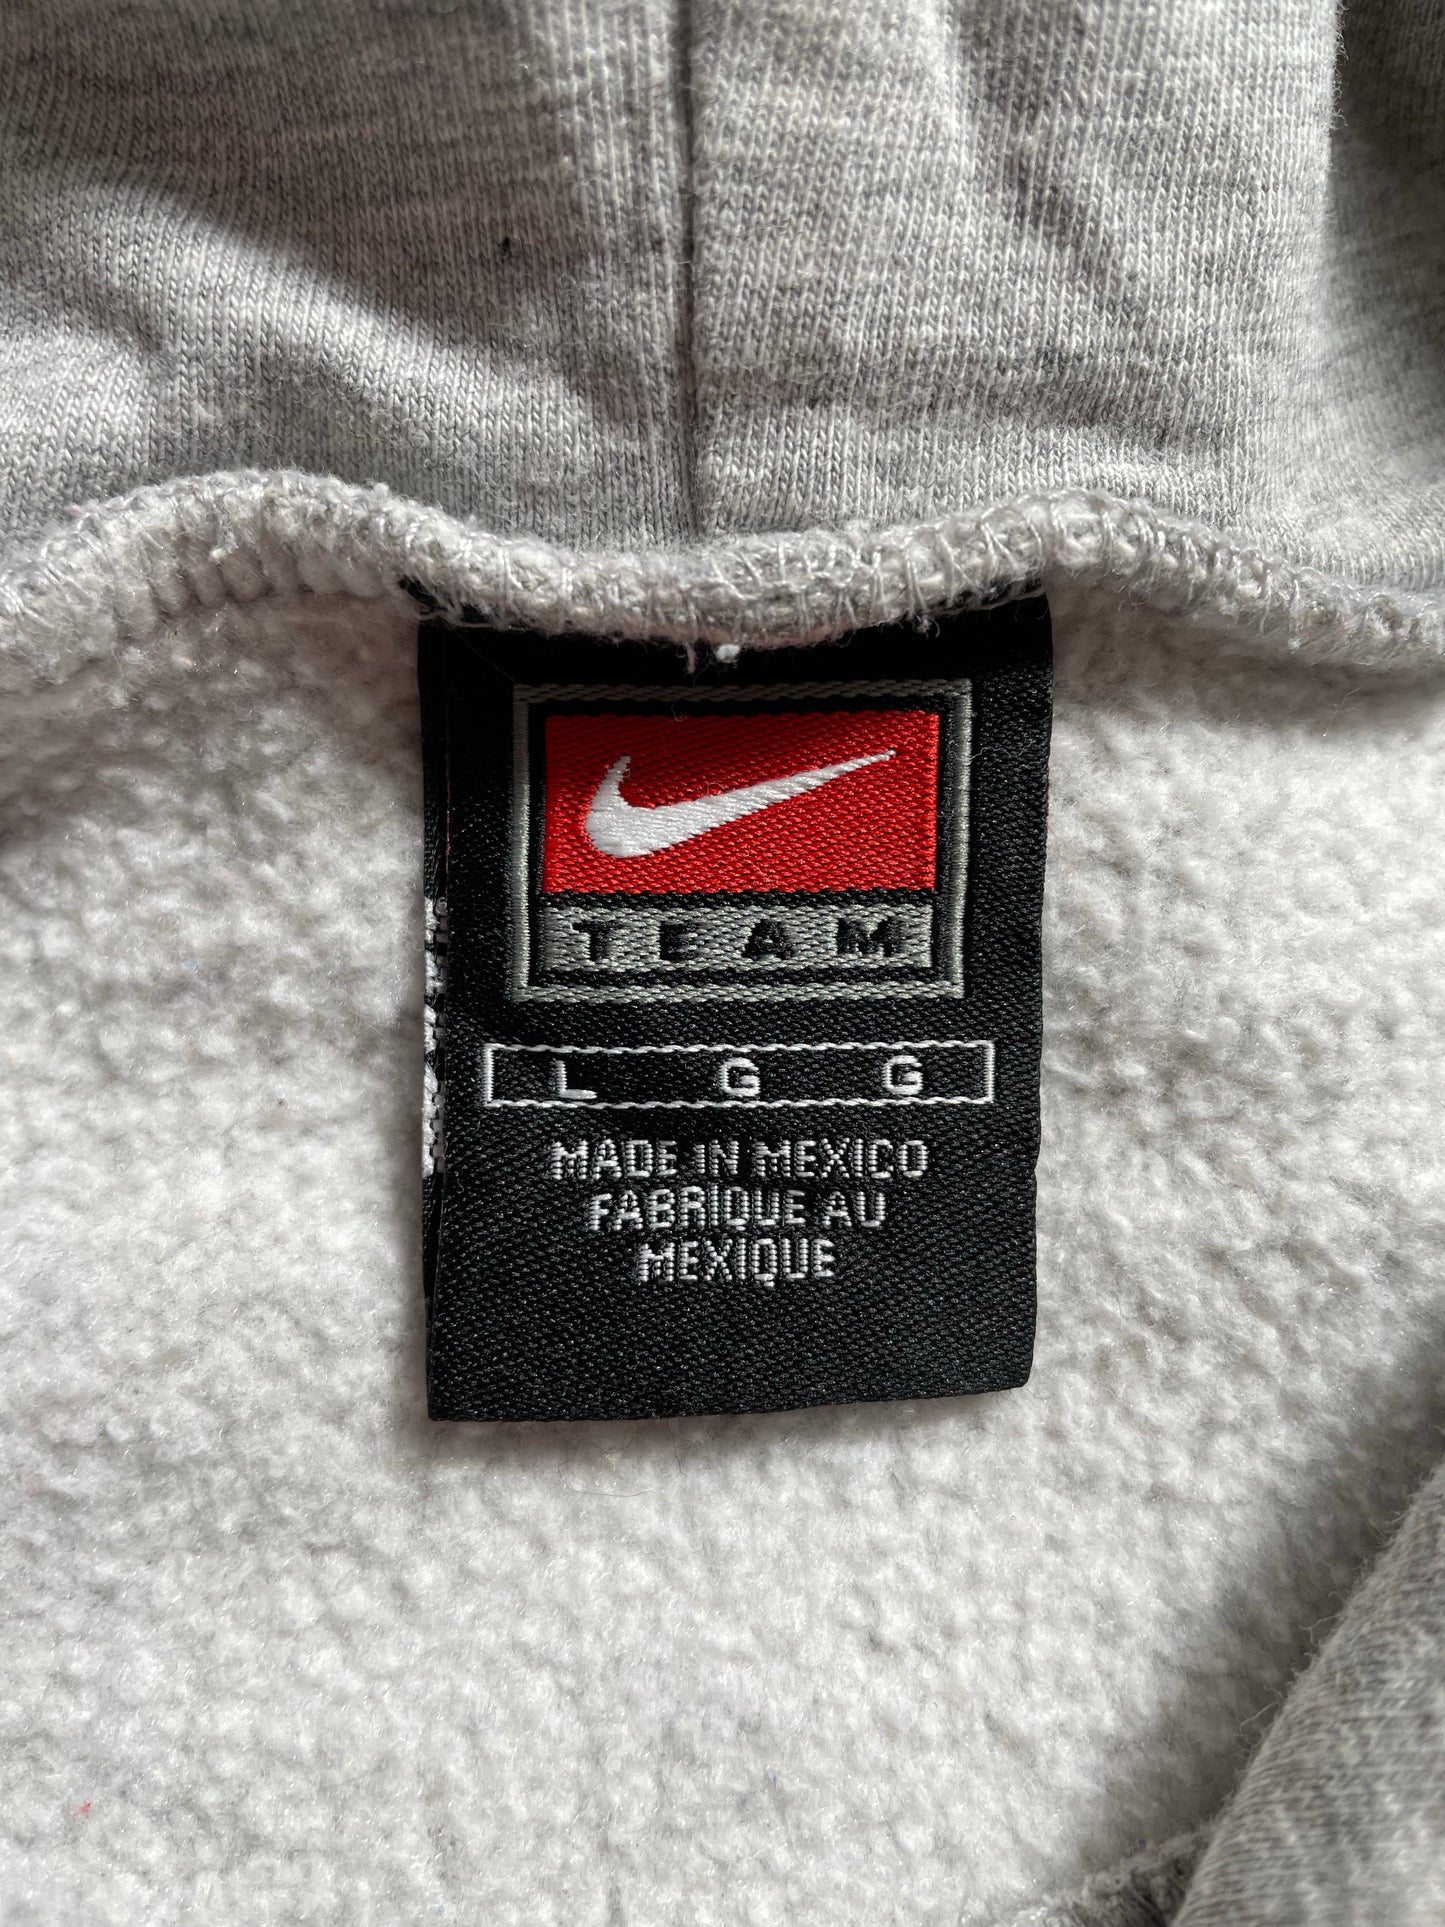 TEAM
L G G
MADE IN MEXICO
FABRIQUE AU
MEXIQUE